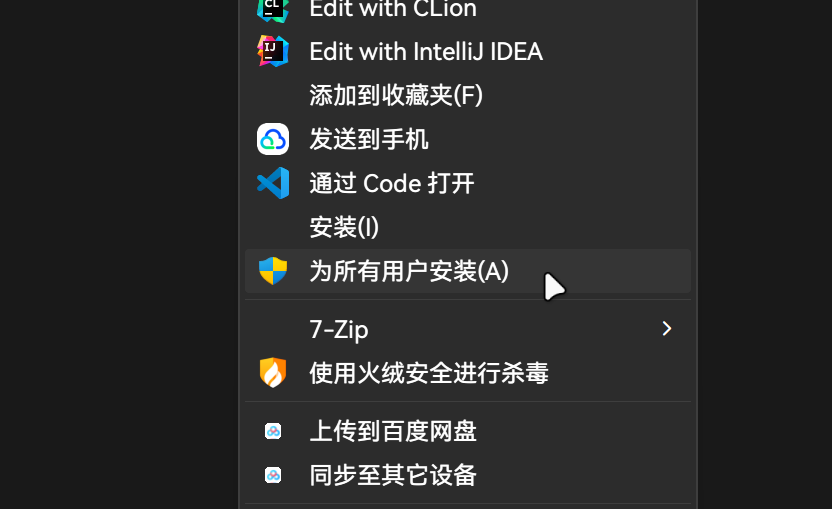 Edit with CLion
Edit with IntelliJ IDEA
添加到收藏夹(F)
发送到手机
通过 Code 打开
安装(I)
为所有用户安装(A)
7-Zip
使用火绒安全进行杀毒
上传到百度网盘
同步至其它设备